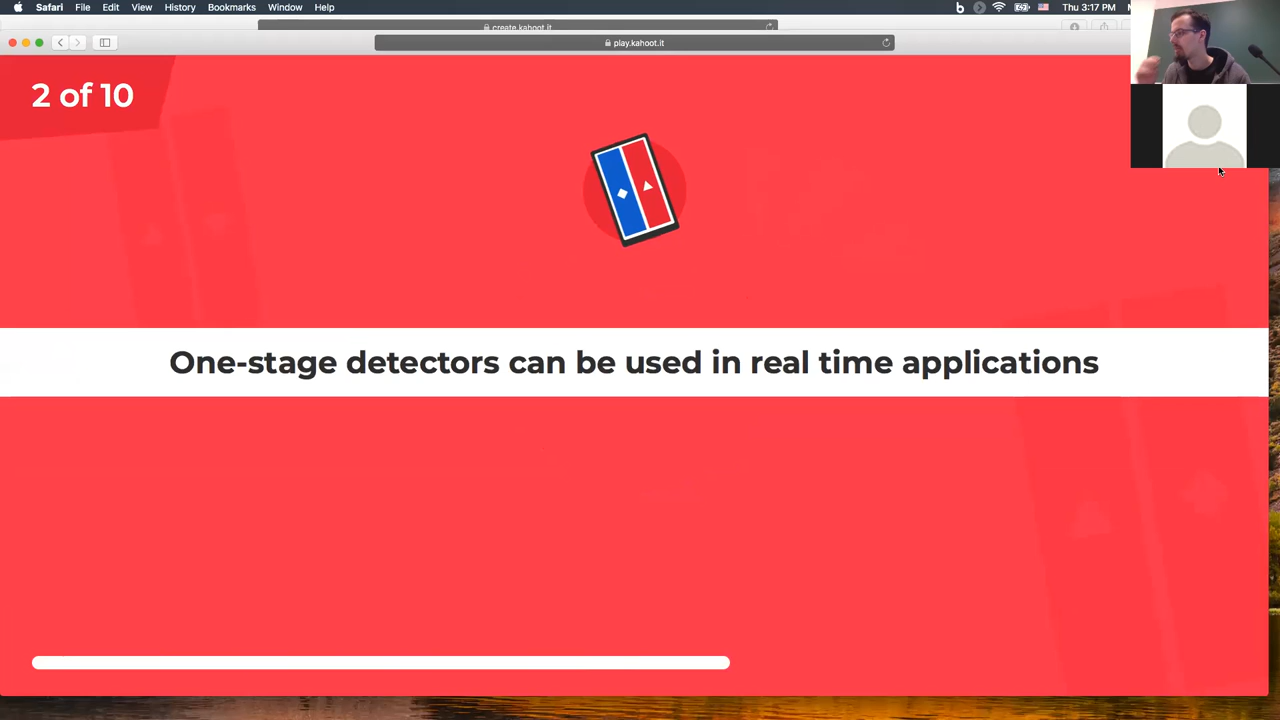 Safari File Edit View History Bookmarks Window Help
Thu 3:17 PM
create.kahoot.it
play.kahoot.it
2 of 10
One-stage detectors can be used in real time applications